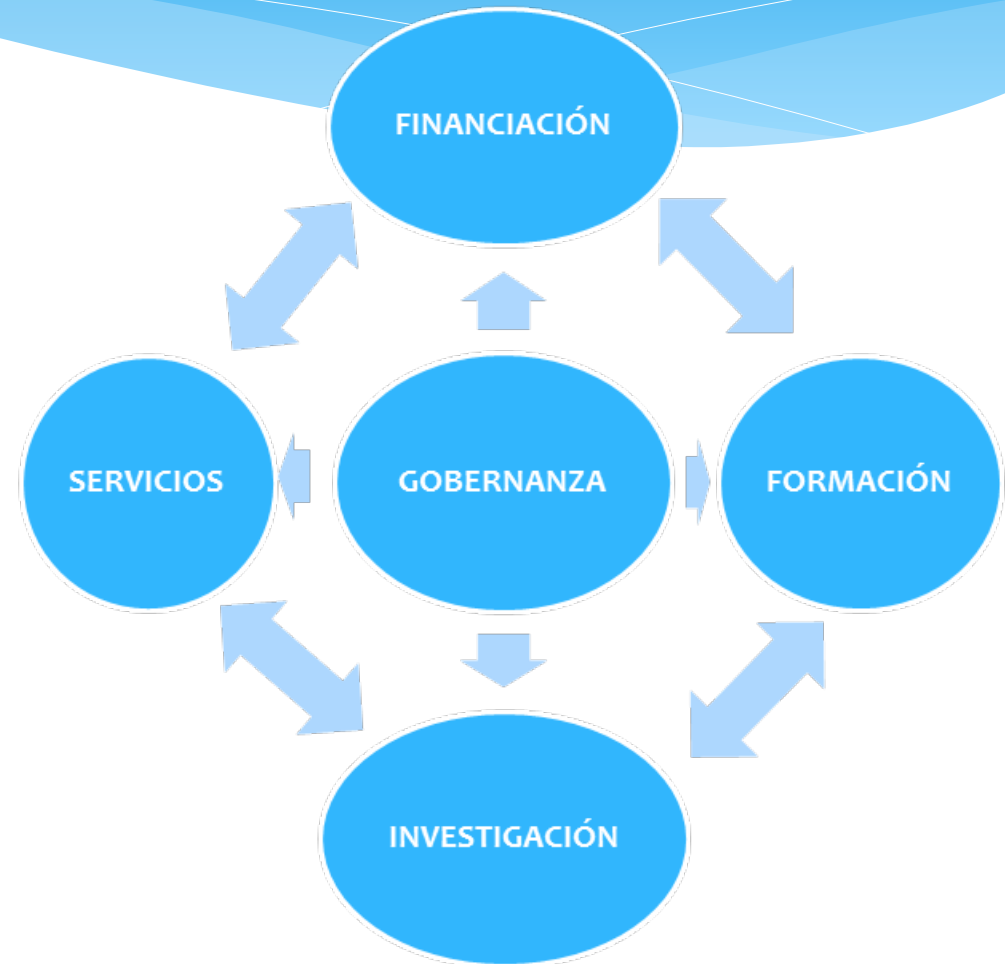 FINANCIACIÓN
SERVICIOS
GOBERNANZA
FORMACIÓN
INVESTIGACIÓN